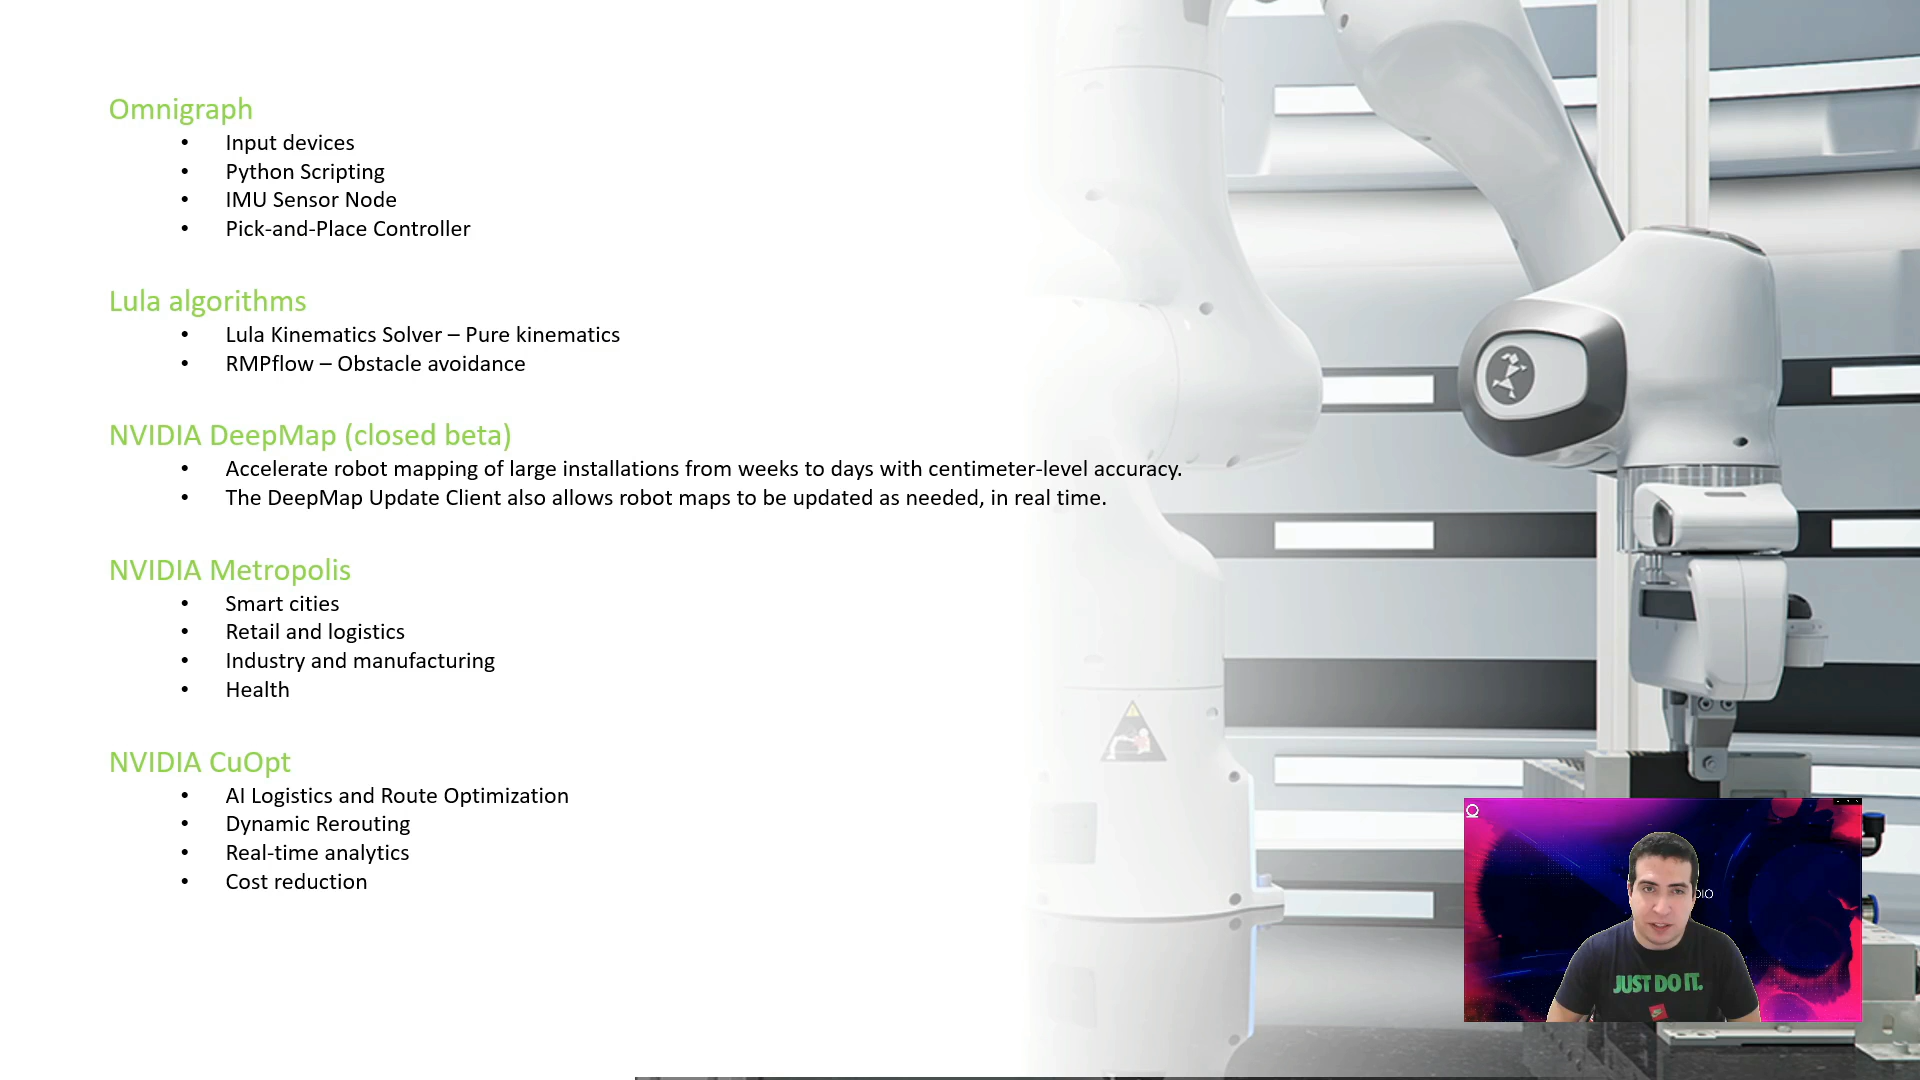 Omnigraph
• Input devices
• Python Scripting
• IMU Sensor Node
• Pick-and-Place Controller
Lula algorithms
• Lula Kinematics Solver – Pure kinematics
• RMPflow – Obstacle avoidance
NVIDIA DeepMap (closed beta)
• Accelerate robot mapping of large installations from weeks to days with centimeter-level accuracy.
• The DeepMap Update Client also allows robot maps to be updated as needed, in real time.
NVIDIA Metropolis
• Smart cities
• Retail and logistics
• Industry and manufacturing
• Health
NVIDIA CuOpt
• AI Logistics and Route Optimization
• Dynamic Rerouting
• Real-time analytics
• Cost reduction
JUST DO IT.